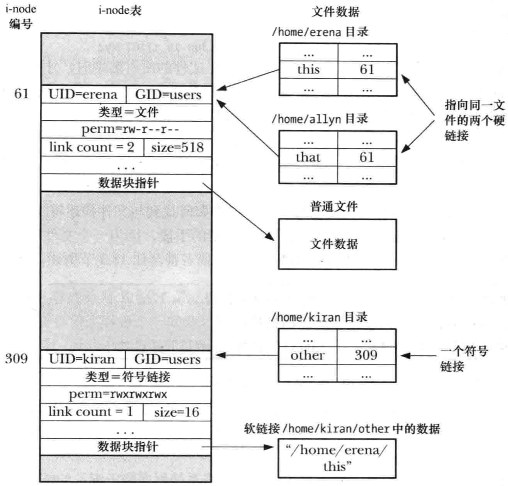 i-node
编号
i-node表
文件数据
/home/erena 目录
...
...
this
61
...
...
61
UID=erena
GID=users
类型=文件
perm=rw-r--r--
link count = 2
size=518
...
数据块指针
指向同一文
件的两个硬
链接
/home/allyn 目录
...
...
that
61
...
...
普通文件
文件数据
/home/kiran 目录
...
...
other
309
...
...
一个符号
链接
309
UID=kiran
GID=users
类型=符号链接
perm=rwxrwxrwx
link count = 1
size=16
...
数据块指针
软链接 /home/kiran/other 中的数据
“/home/erena/
this”